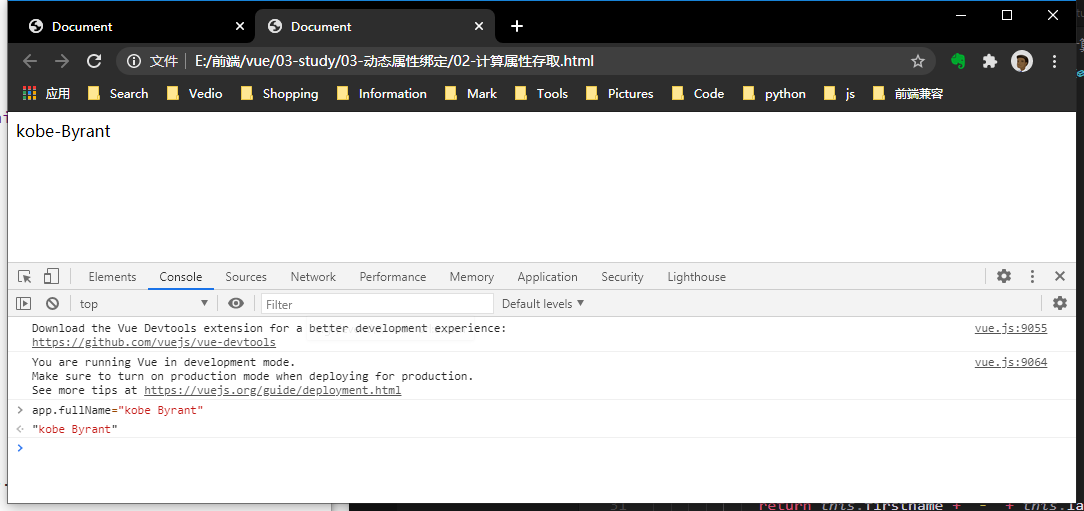 Document Document
文件 E:/前端/vue/03-study/03-动态属性绑定/02-计算属性存取.html
应用 Search Vedio Shopping Information Mark Tools Pictures Code python js 前端兼容
kobe-Byrant
Elements Console Sources Network Performance Memory Application Security Lighthouse
top Filter Default levels
Download the Vue Devtools extension for a better development experience: vue.js:9055
https://github.com/vuejs/vue-devtools
You are running Vue in development mode. vue.js:9064
Make sure to turn on production mode when deploying for production.
See more tips at https://vuejs.org/guide/deployment.html
app.fullName="kobe Byrant"
"kobe Byrant"
return this.firstname +